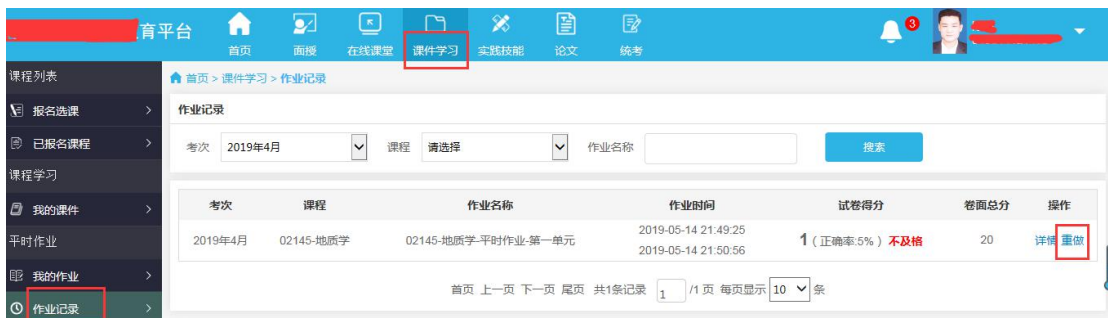 育平台
首页 面授 在线课堂 课件学习 实践技能 论文 统考
3
课程列表
首页 > 课件学习 > 作业记录
报名选课
作业记录
已报名课程
考次 2019年4月 课程 请选择 作业名称 搜索
课程学习
我的课件
考次 课程 作业名称 作业时间 试卷得分 卷面总分 操作
平时作业
2019年4月 02145-地质学 02145-地质学-平时作业-第一单元 2019-05-14 21:49:25 1 ( 正确率:5% ) 不及格 20 详情 重做
2019-05-14 21:50:56
我的作业
首页 上一页 下一页 尾页 共1条记录 1 /1 页 每页显示 10 条
作业记录